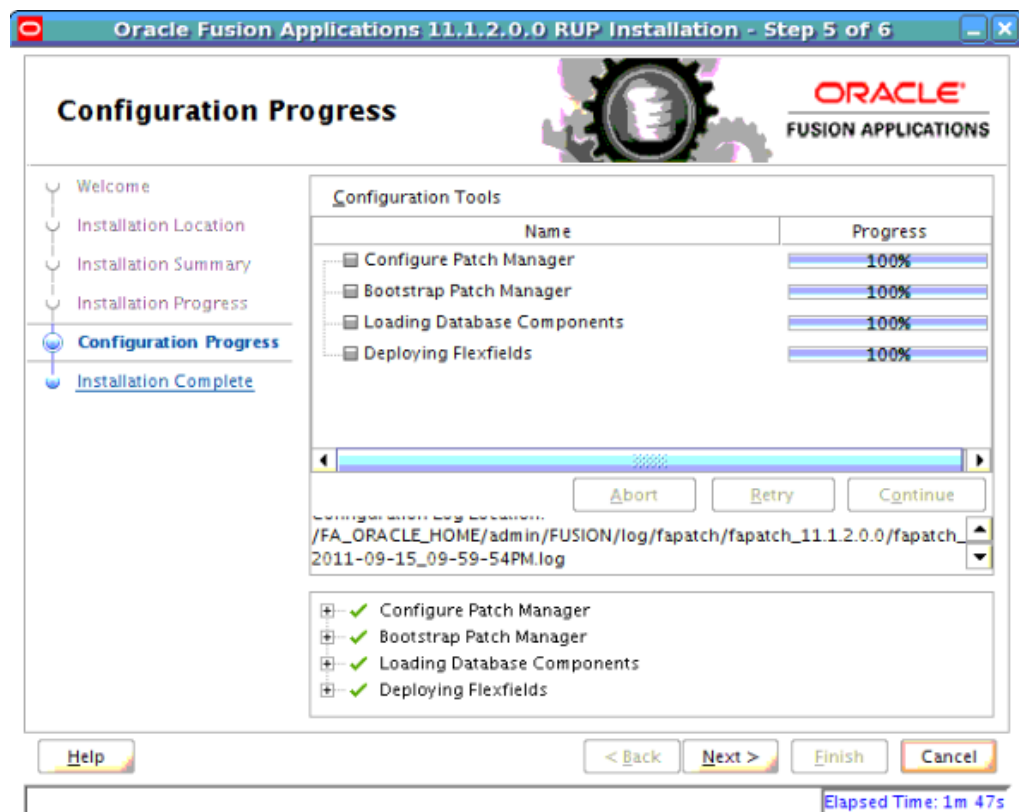 Oracle Fusion Applications 11.1.2.0.0 RUP Installation - Step 5 of 6
Configuration Progress
ORACLE
FUSION APPLICATIONS
Welcome
Installation Location
Installation Summary
Installation Progress
Configuration Progress
Installation Complete
Configuration Tools
Name Progress
Configure Patch Manager 100%
Bootstrap Patch Manager 100%
Loading Database Components 100%
Deploying Flexfields 100%
Abort Retry Continue
Configuration Log Location:
/FA_ORACLE_HOME/admin/FUSION/log/fapatch/fapatch_11.1.2.0.0/fapatch_
2011-09-15_09-59-54PM.log
Configure Patch Manager
Bootstrap Patch Manager
Loading Database Components
Deploying Flexfields
Help < Back Next > Finish Cancel
Elapsed Time: 1m 47s